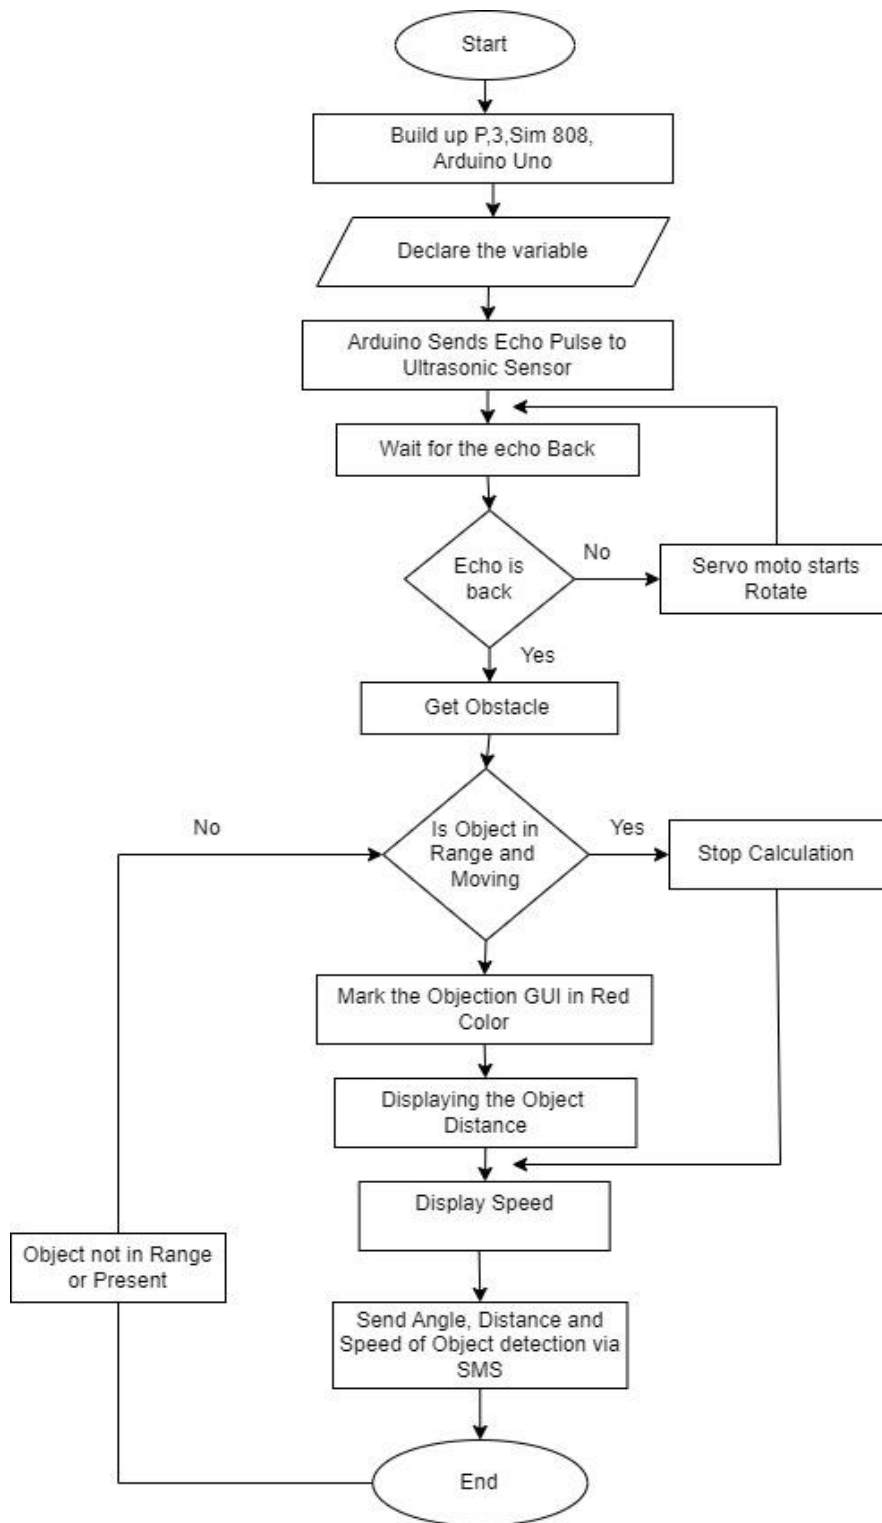 Start
Build up P,3,Sim 808,
Arduino Uno
Declare the variable
Arduino Sends Echo Pulse to
Ultrasonic Sensor
Wait for the echo Back
Echo is
back
No
Servo moto starts
Rotate
Yes
Get Obstacle
No
Is Object in
Range and
Moving
Yes
Stop Calculation
Mark the Objection GUI in Red
Color
Displaying the Object
Distance
Display Speed
Object not in Range
or Present
Send Angle, Distance and
Speed of Object detection via
SMS
End